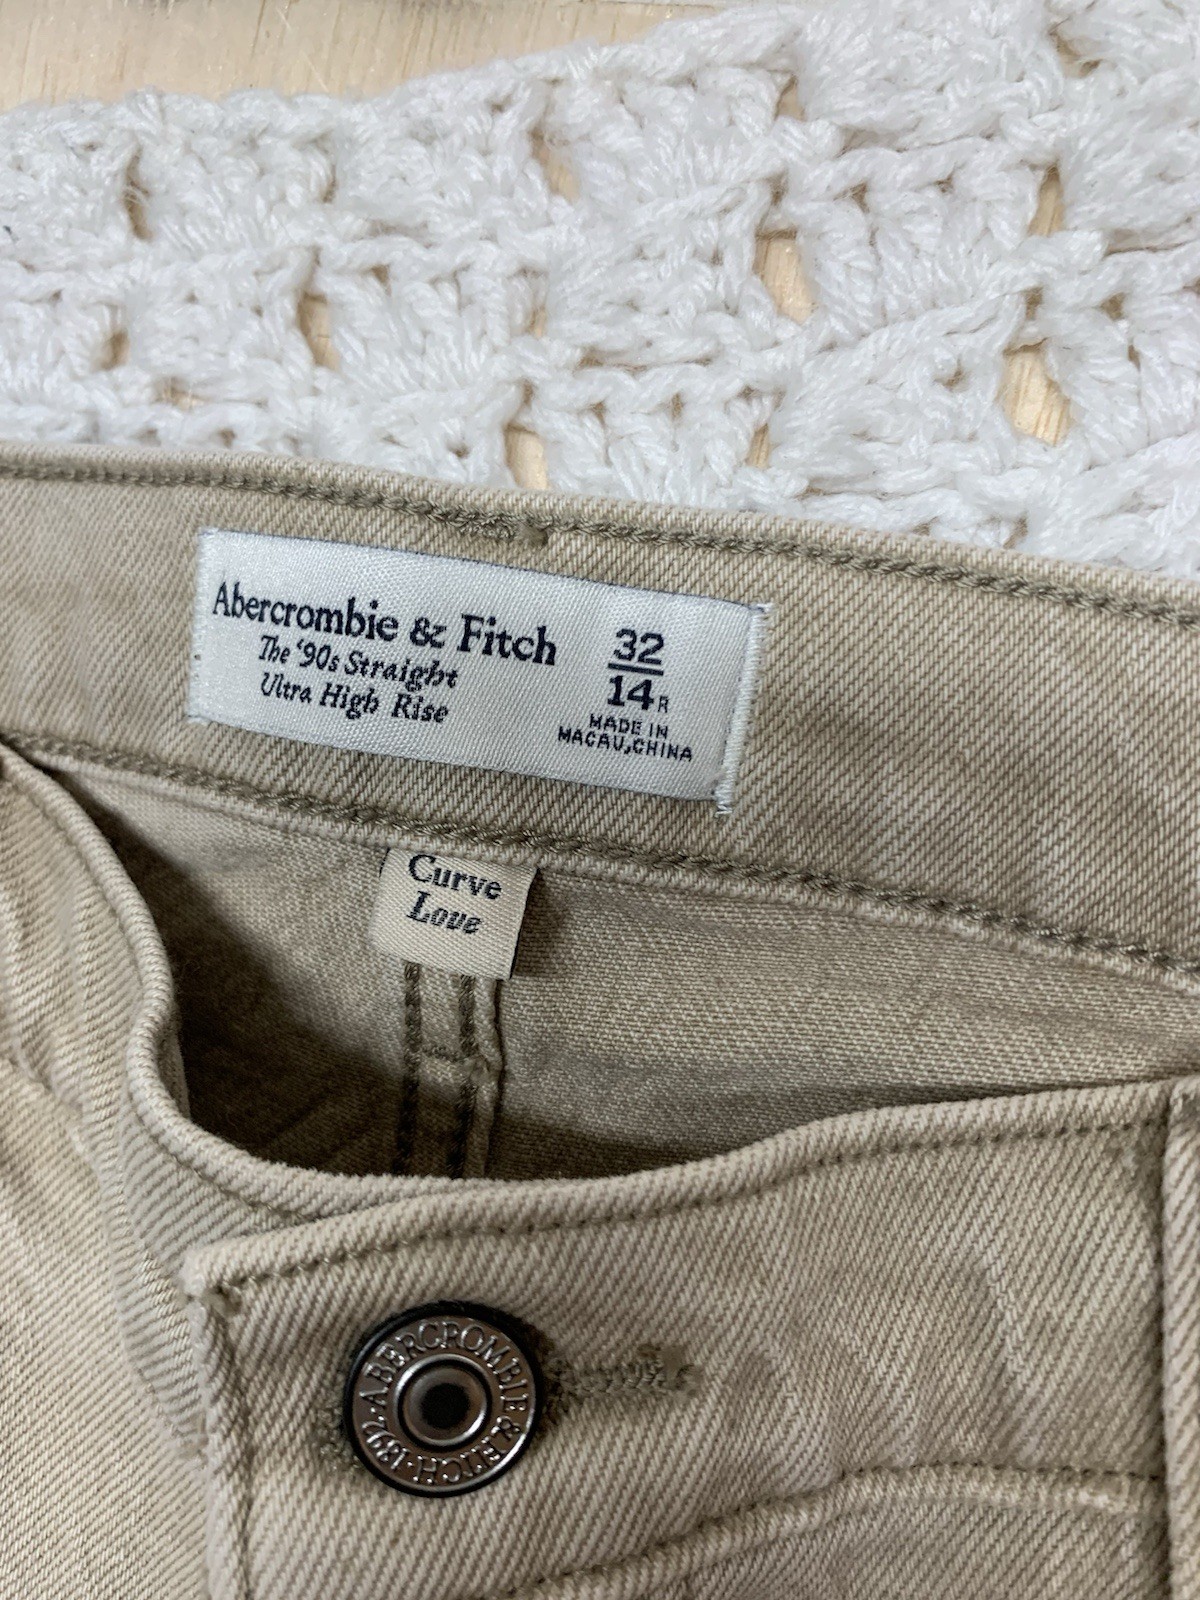 Abercrombie & Fitch
The '90s Straight
Ultra High Rise
32
14R
MADE IN
MACAU,CHINA
Curve
Love
ABERCROMBIE & FITCH · 1892 ·